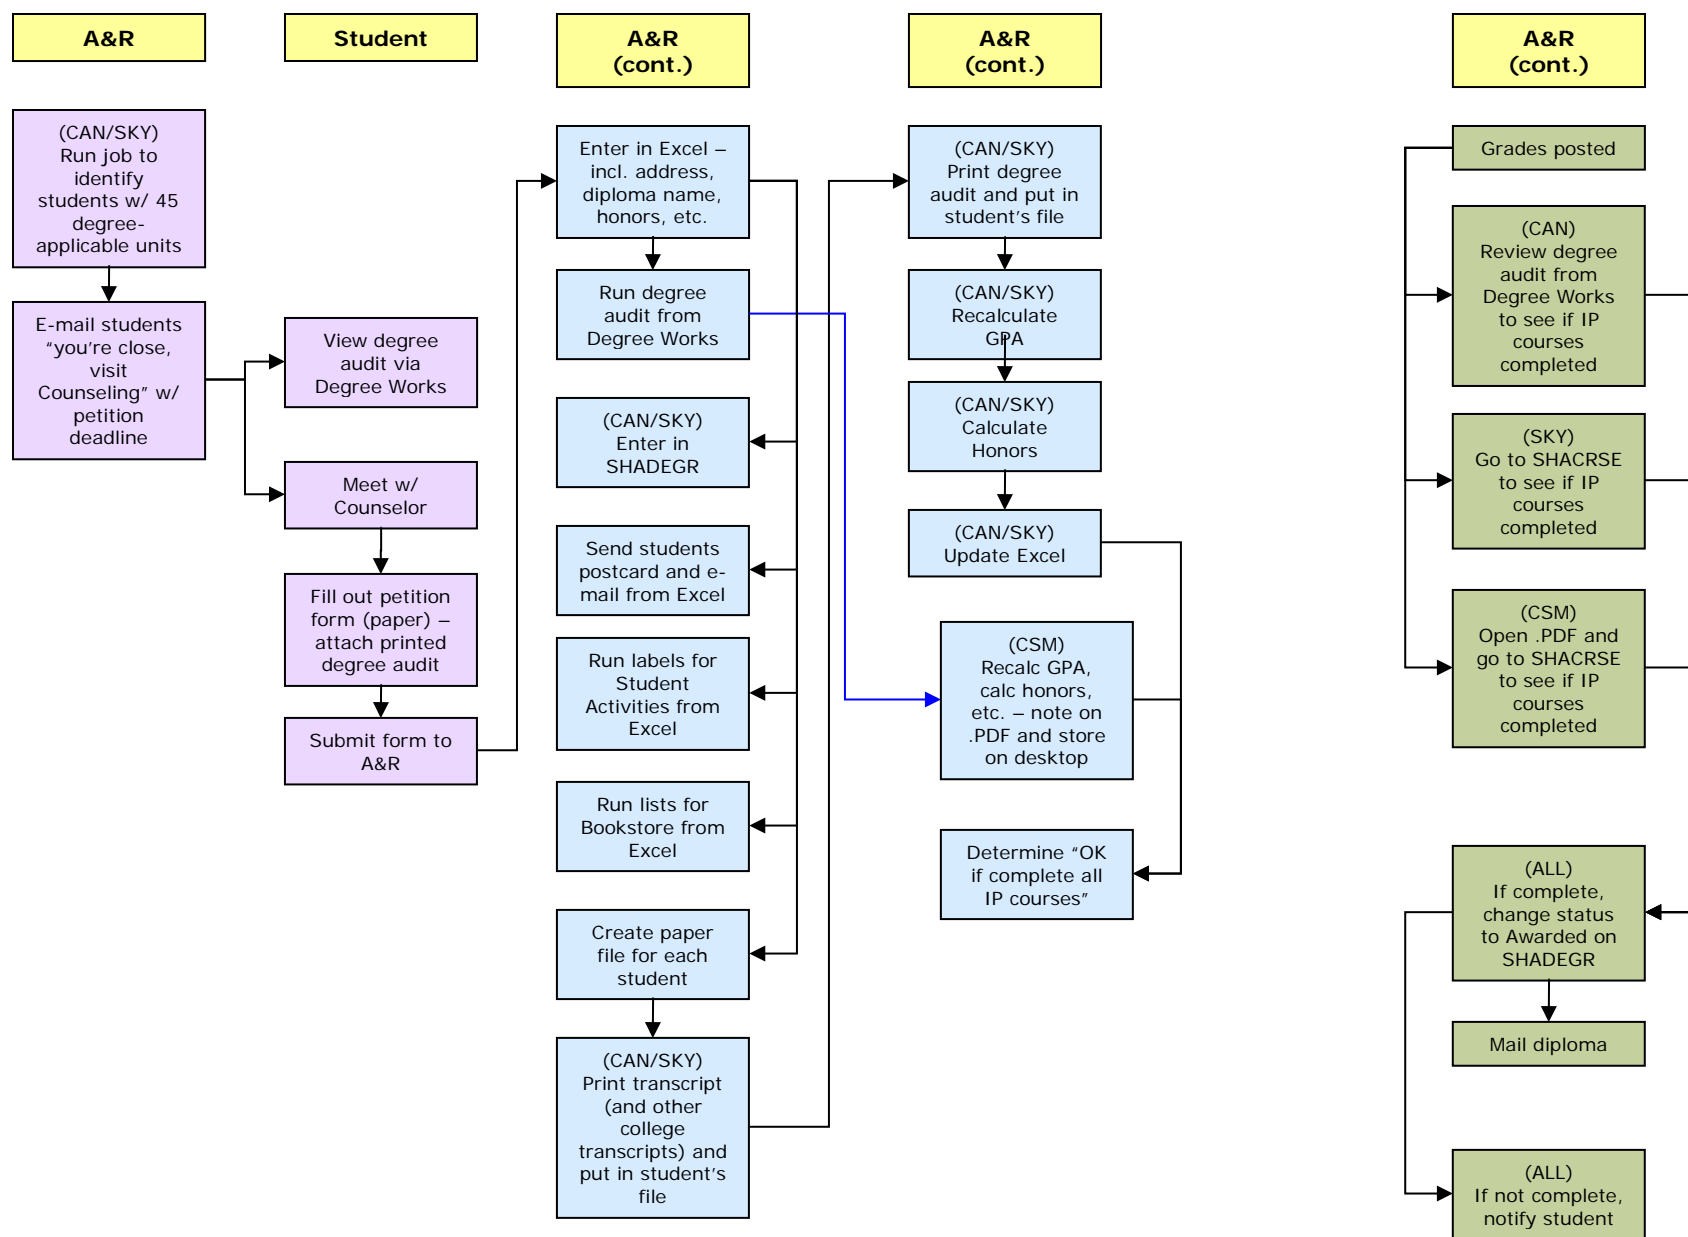 A&R
(CAN/SKY)
Run job to
identify
students w/ 45
degree-
applicable units
E-mail students
“you’re close,
visit
Counseling” w/
petition
deadline
Student
View degree
audit via
Degree Works
Meet w/
Counselor
Fill out petition
form (paper) –
attach printed
degree audit
Submit form to
A&R
A&R
(cont.)
Enter in Excel –
incl. address,
diploma name,
honors, etc.
Run degree
audit from
Degree Works
(CAN/SKY)
Enter in
SHADEGR
Send students
postcard and e-
mail from Excel
Run labels for
Student
Activities from
Excel
Run lists for
Bookstore from
Excel
Create paper
file for each
student
(CAN/SKY)
Print transcript
(and other
college
transcripts) and
put in student’s
file
A&R
(cont.)
(CAN/SKY)
Print degree
audit and put in
student’s file
(CAN/SKY)
Recalculate
GPA
(CAN/SKY)
Calculate
Honors
(CAN/SKY)
Update Excel
(CSM)
Recalc GPA,
calc honors,
etc. – note on
.PDF and store
on desktop
Determine “OK
if complete all
IP courses”
A&R
(cont.)
Grades posted
(CAN)
Review degree
audit from
Degree Works
to see if IP
courses
completed
(SKY)
Go to SHACRSE
to see if IP
courses
completed
(CSM)
Open .PDF and
go to SHACRSE
to see if IP
courses
completed
(ALL)
If complete,
change status
to Awarded on
SHADEGR
Mail diploma
(ALL)
If not complete,
notify student